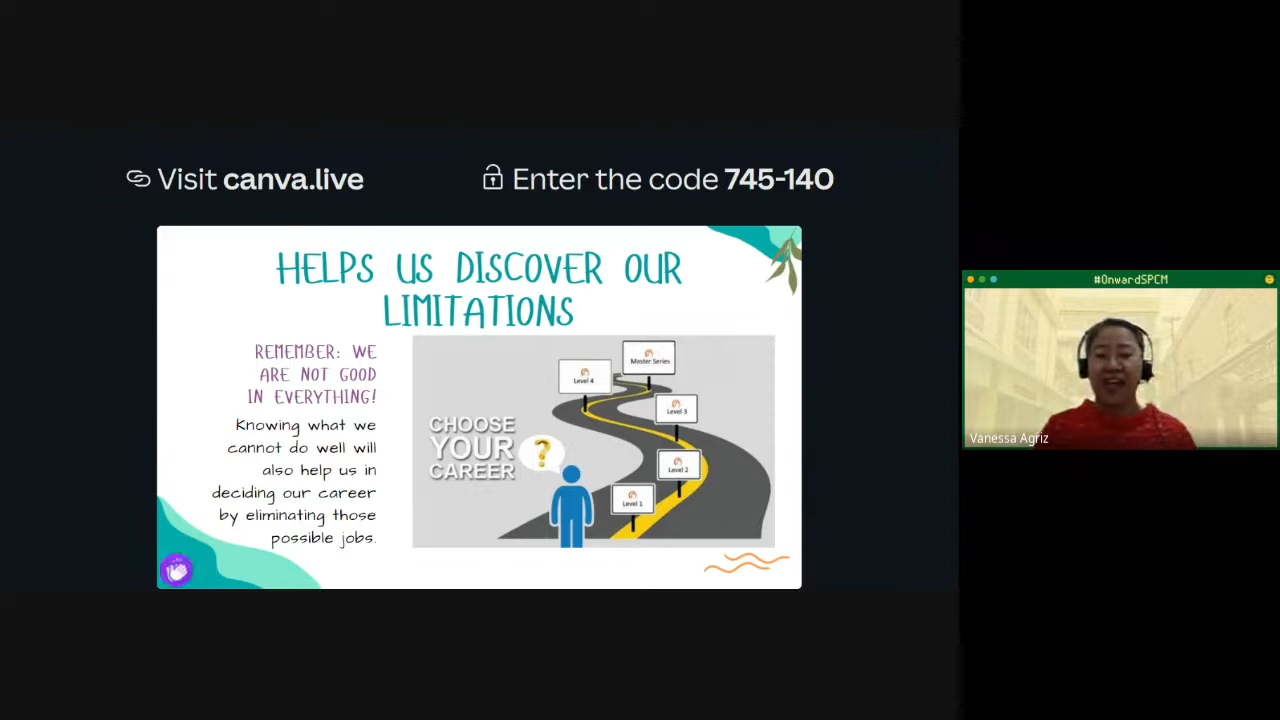 Visit canva.live
Enter the code 745-140
HELPS US DISCOVER OUR
LIMITATIONS
REMEMBER: WE
ARE NOT GOOD
IN EVERYTHING!
Knowing what we
cannot do well will
also help us in
deciding our career
by eliminating those
possible jobs.
CHOOSE
YOUR
CAREER
?
Master Series
Level 4
Level 3
Level 2
Level 1
#OnwardSPCM
Vanessa Agriz